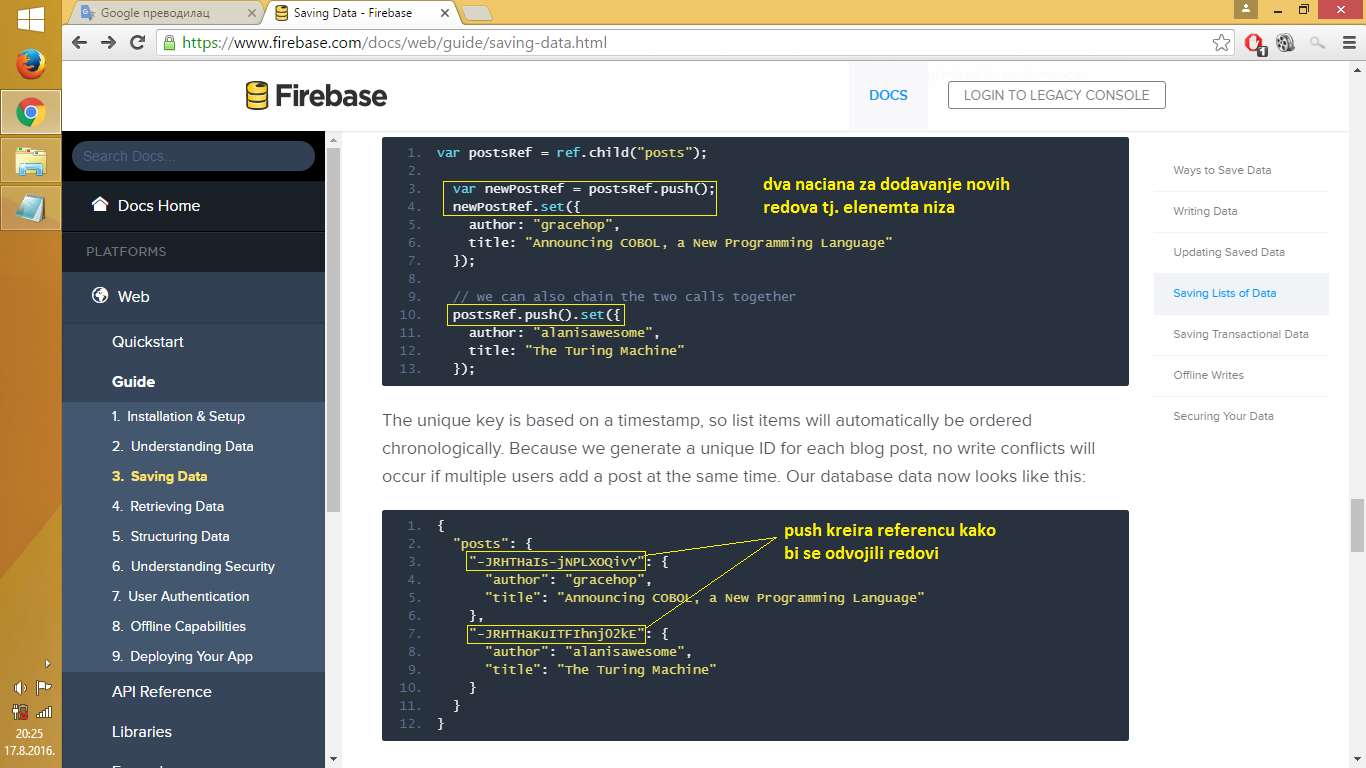 Google преводилац
Saving Data - Firebase
https://www.firebase.com/docs/web/guide/saving-data.html
1
Firebase
DOCS
LOGIN TO LEGACY CONSOLE
Search Docs...
Docs Home
PLATFORMS
Web
Quickstart
Guide
1. Installation & Setup
2. Understanding Data
3. Saving Data
4. Retrieving Data
5. Structuring Data
6. Understanding Security
7. User Authentication
8. Offline Capabilities
9. Deploying Your App
API Reference
Libraries
1. var postsRef = ref.child("posts");
2.
3. var newPostRef = postsRef.push();
4. newPostRef.set({
5. author: "gracehop",
6. title: "Announcing COBOL, a New Programming Language"
7. });
8.
9. // we can also chain the two calls together
10. postsRef.push().set({
11. author: "alanisawesome",
12. title: "The Turing Machine"
13. });
dva naciana za dodavanje novih
redova tj. elenemta niza
The unique key is based on a timestamp, so list items will automatically be ordered
chronologically. Because we generate a unique ID for each blog post, no write conflicts will
occur if multiple users add a post at the same time. Our database data now looks like this:
1. {
2. "posts": {
3. "-JRHTHaIs-jNPLXOQivY": {
4. "author": "gracehop",
5. "title": "Announcing COBOL, a New Programming Language"
6. },
7. "-JRHTHaKuITFIhnj02kE": {
8. "author": "alanisawesome",
9. "title": "The Turing Machine"
10. }
11. }
12. }
push kreira referencu kako
bi se odvojili redovi
Ways to Save Data
Writing Data
Updating Saved Data
Saving Lists of Data
Saving Transactional Data
Offline Writes
Securing Your Data
20:25
17.8.2016.